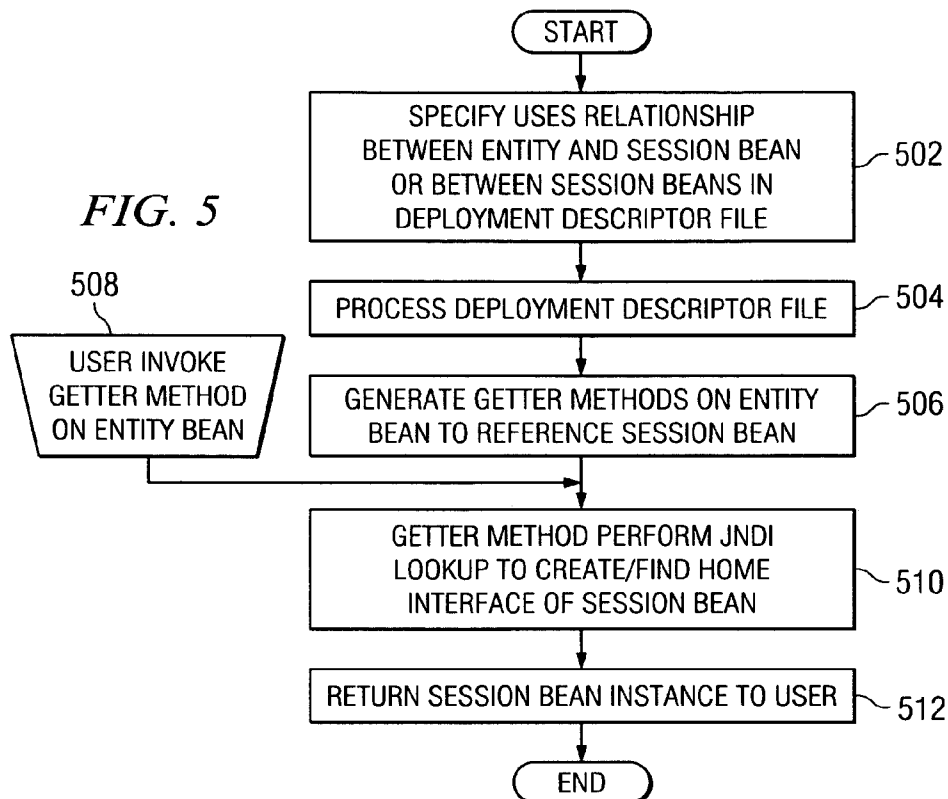 START
SPECIFY USES RELATIONSHIP
BETWEEN ENTITY AND SESSION BEAN
OR BETWEEN SESSION BEANS IN
DEPLOYMENT DESCRIPTOR FILE
502
FIG. 5
PROCESS DEPLOYMENT DESCRIPTOR FILE
504
508
USER INVOKE
GETTER METHOD
ON ENTITY BEAN
GENERATE GETTER METHODS ON ENTITY
BEAN TO REFERENCE SESSION BEAN
506
GETTER METHOD PERFORM JNDI
LOOKUP TO CREATE/FIND HOME
INTERFACE OF SESSION BEAN
510
RETURN SESSION BEAN INSTANCE TO USER
512
END